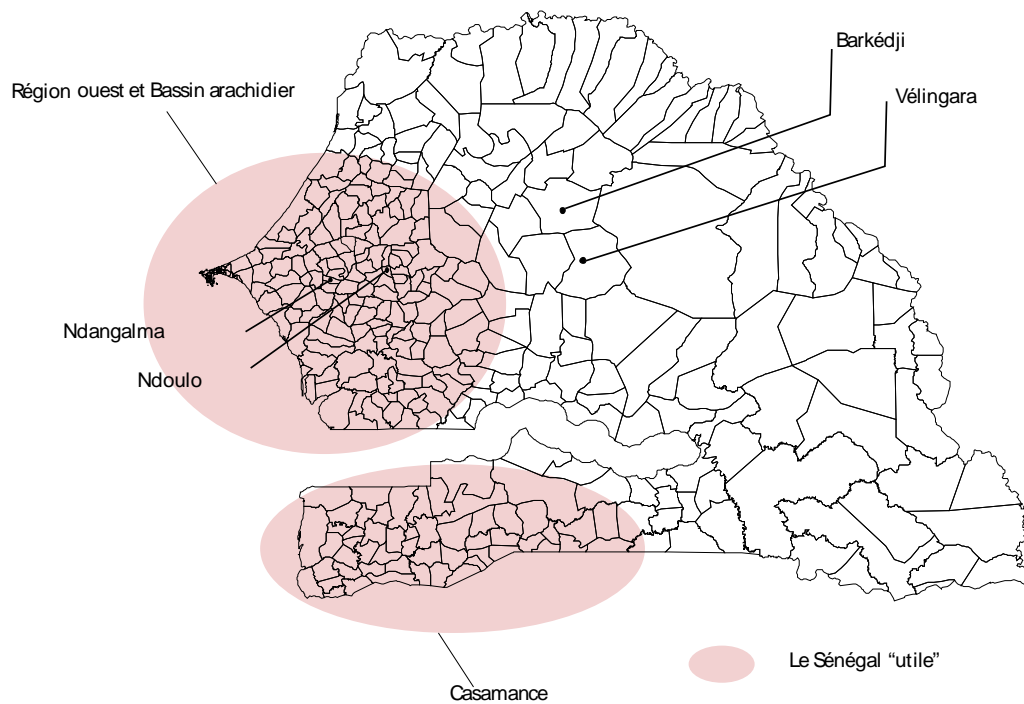 Barkédji
Région ouest et Bassin arachidier
Vélingara
Ndangalma
Ndoulo
Le Sénégal “utile”
Casamance